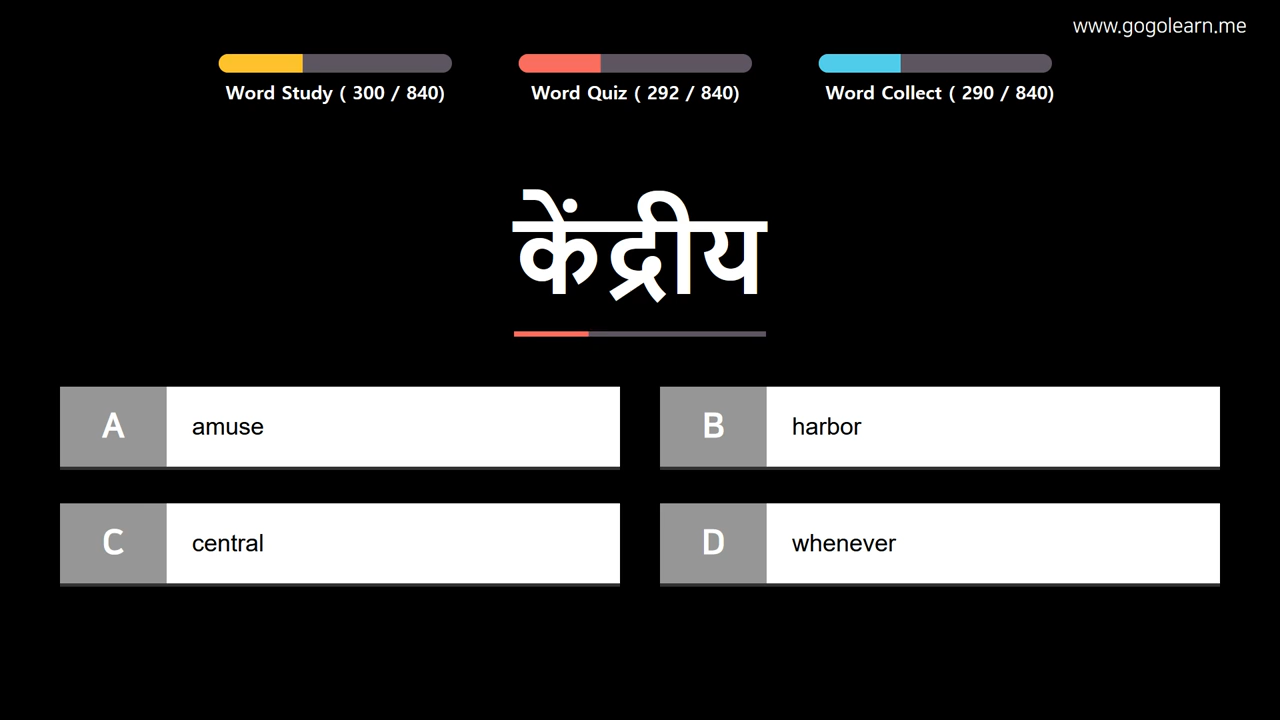 www.gogolearn.me
Word Study ( 300 / 840)
Word Quiz ( 292 / 840)
Word Collect ( 290 / 840)
केंद्रीय
A amuse
B harbor
C central
D whenever